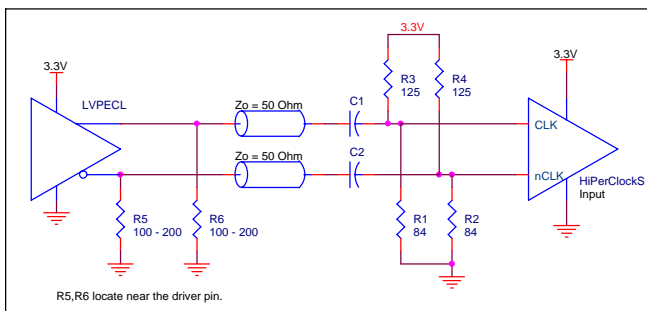 3.3V
3.3V
3.3V
LVPECL
R3
125
R4
125
Zo = 50 Ohm
C1
CLK
Zo = 50 Ohm
C2
nCLK
HiPerClockS
Input
R5
100 - 200
R6
100 - 200
R1
84
R2
84
R5,R6 locate near the driver pin.